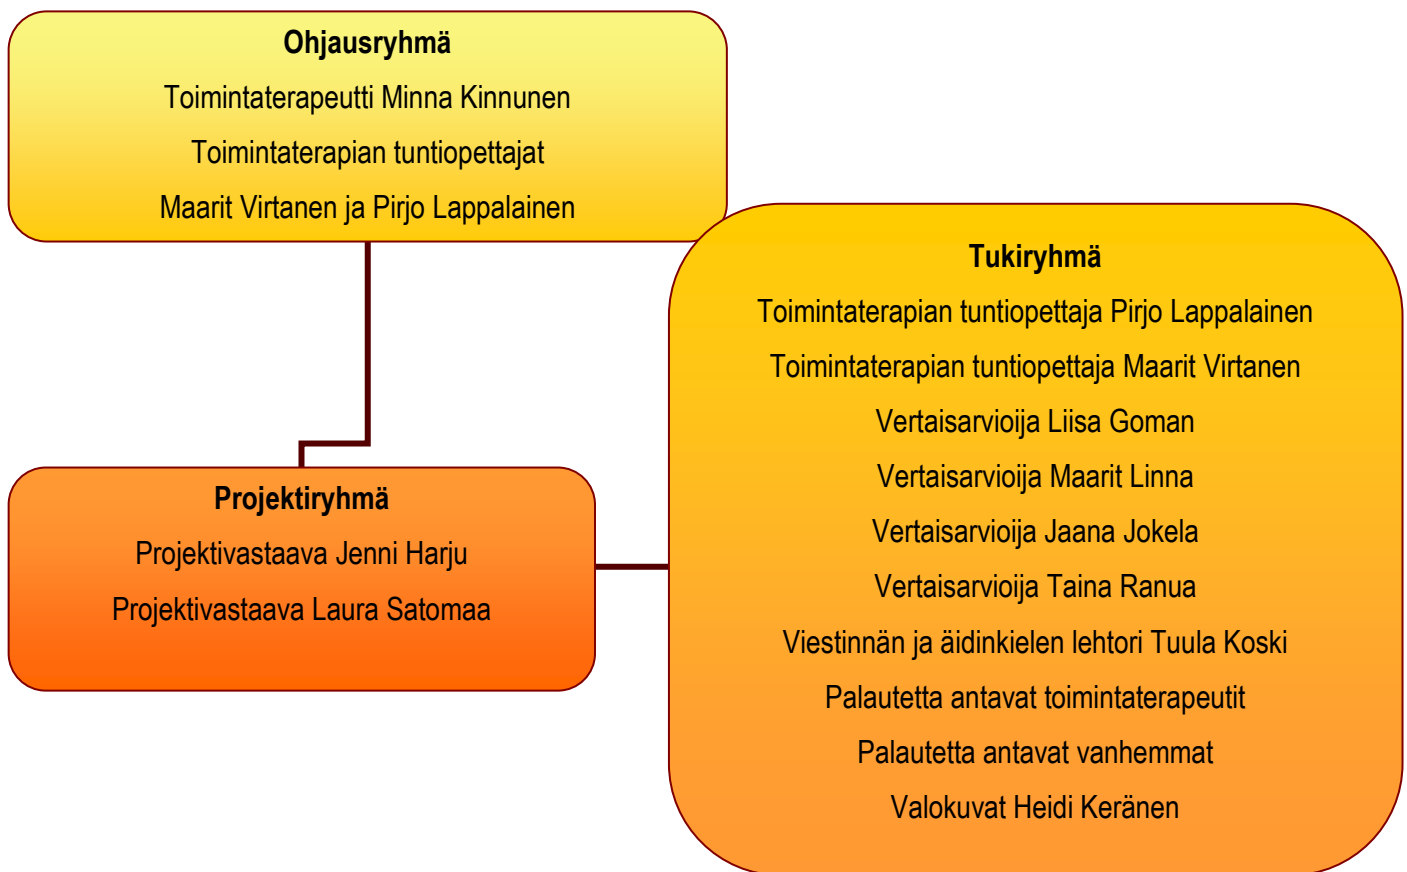 Ohjausryhmä
Toimintaterapeutti Minna Kinnunen
Toimintaterapian tuntiopettajat
Maarit Virtanen ja Pirjo Lappalainen
Tukiryhmä
Toimintaterapian tuntiopettaja Pirjo Lappalainen
Toimintaterapian tuntiopettaja Maarit Virtanen
Vertaisarvioija Liisa Goman
Vertaisarvioija Maarit Linna
Vertaisarvioija Jaana Jokela
Vertaisarvioija Taina Ranua
Viestinnän ja äidinkielen lehtori Tuula Koski
Palautetta antavat toimintaterapeutit
Palautetta antavat vanhemmat
Valokuvat Heidi Keränen
Projektiryhmä
Projektivastaava Jenni Harju
Projektivastaava Laura Satomaa